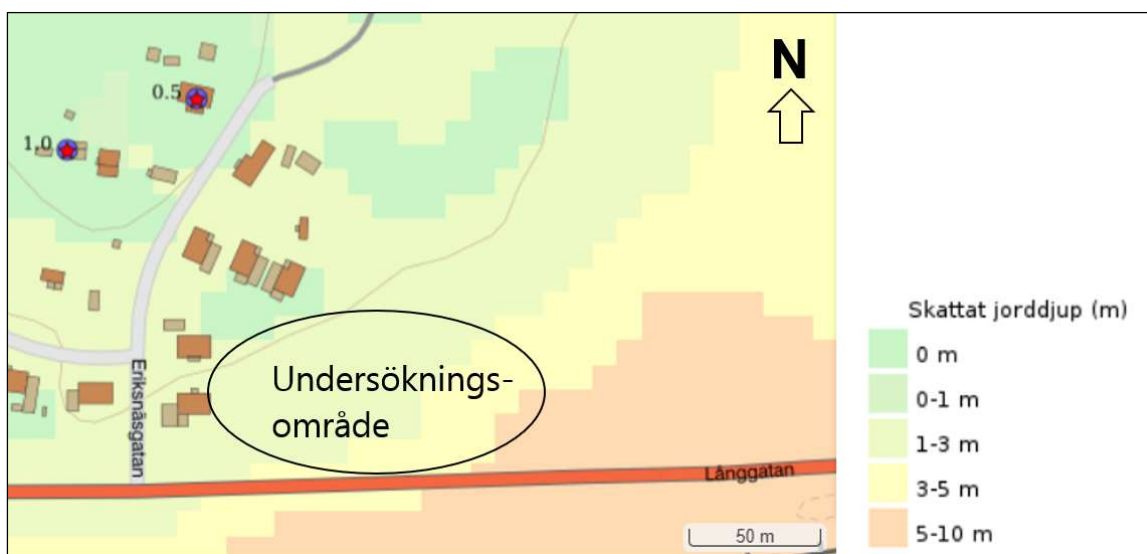 N
0.5
1.0
Eriksnäsgatan
Undersöknings-
område
Långgatan
50 m
Skattat jorddjup (m)
0 m
0-1 m
1-3 m
3-5 m
5-10 m